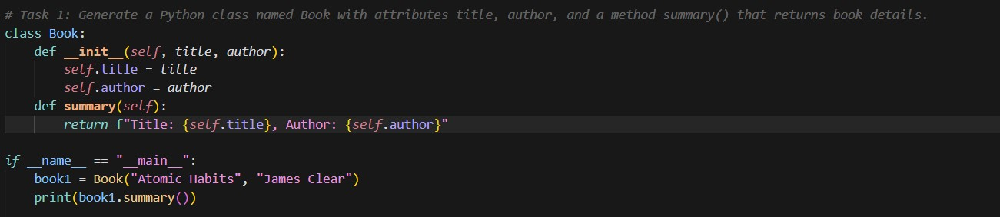 # Task 1: Generate a Python class named Book with attributes title, author, and a method summary() that returns book details.
class Book:
    def __init__(self, title, author):
        self.title = title
        self.author = author
    def summary(self):
        return f"Title: {self.title}, Author: {self.author}"

if __name__ == "__main__":
    book1 = Book("Atomic Habits", "James Clear")
    print(book1.summary())